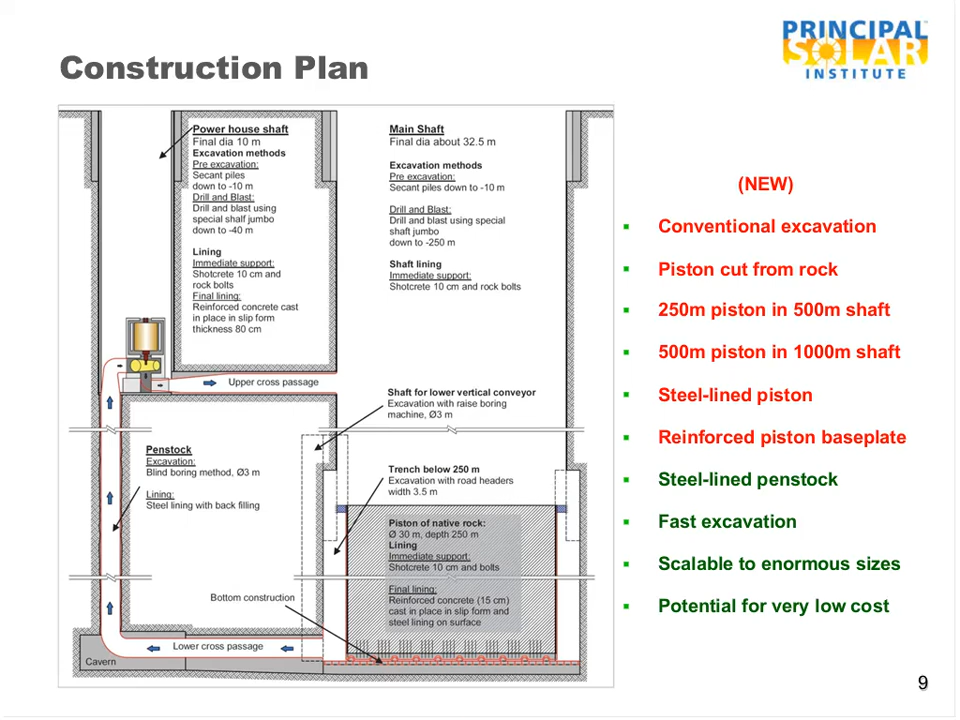 Construction Plan
PRINCIPAL
SOLAR
INSTITUTE
Power house shaft
Final dia 10 m
Excavation methods
Pre excavation:
Secant piles
down to -10 m
Drill and Blast:
Drill and blast using
special shalf jumbo
down to -40 m
Lining
Immediate support:
Shotcrete 10 cm and
rock bolts
Final lining:
Reinforced concrete cast
in place in slip form
thickness 80 cm
Main Shaft
Final dia about 32.5 m
Excavation methods
Pre excavation:
Secant piles down to -10 m
Drill and Blast:
Drill and blast using special
shaft jumbo
down to -250 m
Shaft lining
Immediate support:
Shotcrete 10 cm and rock bolts
Upper cross passage
Shaft for lower vertical conveyor
Excavation with raise boring
machine, Ø3 m
Penstock
Excavation:
Blind boring method, Ø3 m
Lining:
Steel lining with back filling
Trench below 250 m
Excavation with road headers
width 3.5 m
Piston of native rock:
Ø 30 m, depth 250 m
Lining
Immediate support:
Shotcrete 10 cm and bolts
Final lining:
Reinforced concrete (15 cm)
cast in place in slip form and
steel lining on surface
Bottom construction
Lower cross passage
Cavern
(NEW)
Conventional excavation
Piston cut from rock
250m piston in 500m shaft
500m piston in 1000m shaft
Steel-lined piston
Reinforced piston baseplate
Steel-lined penstock
Fast excavation
Scalable to enormous sizes
Potential for very low cost
9